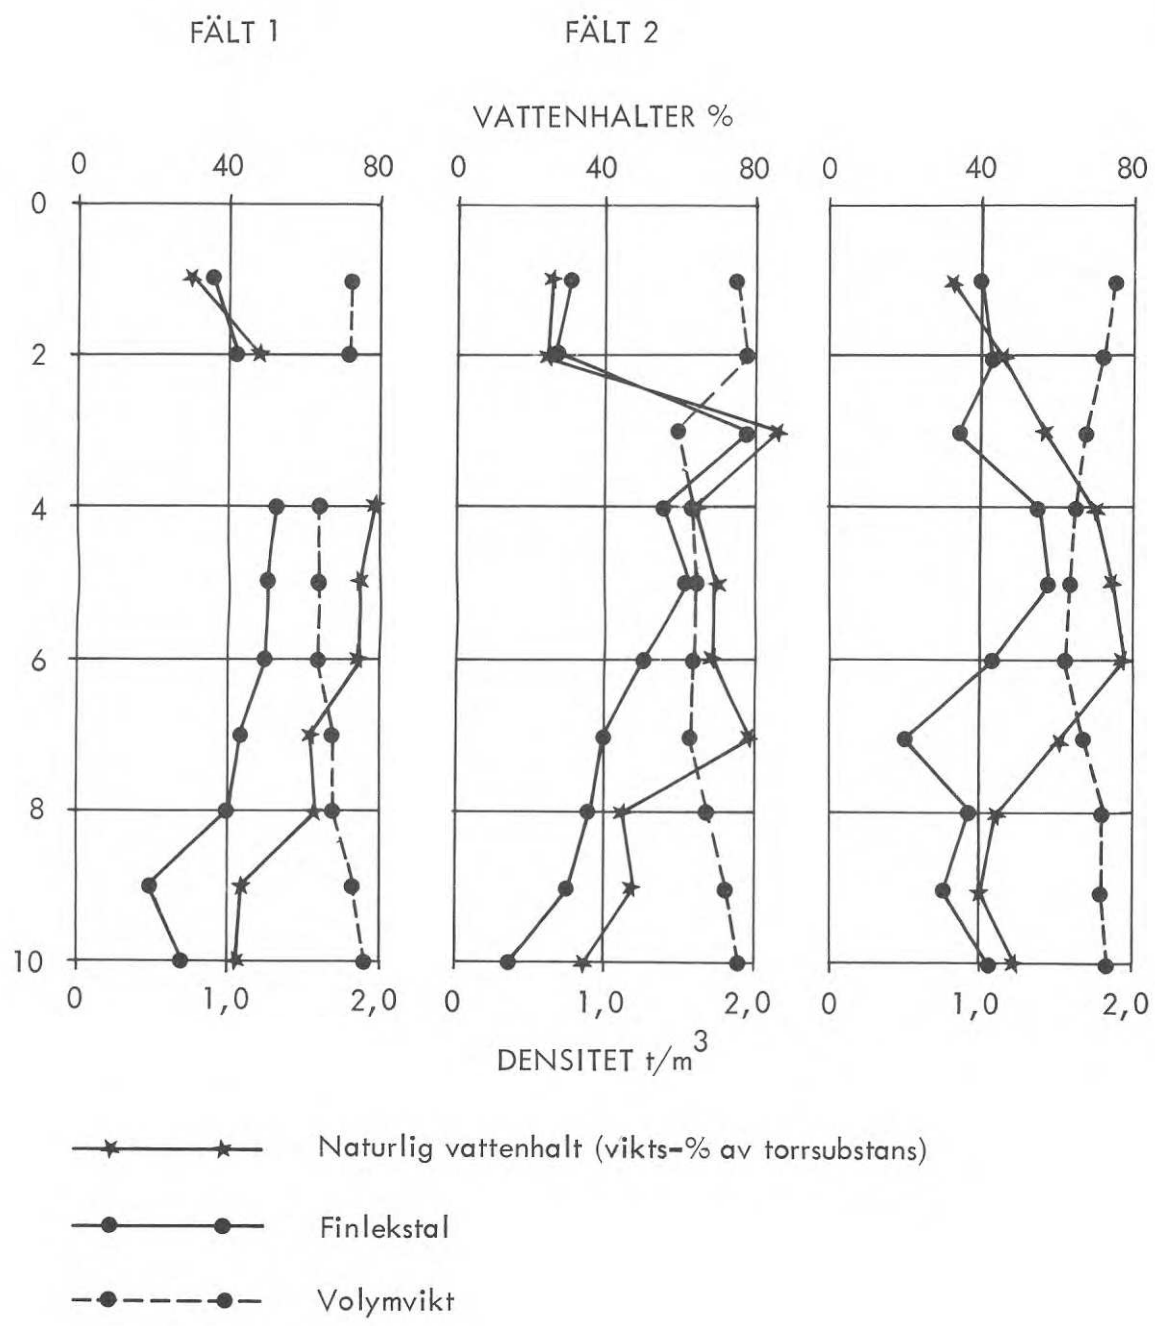 FÄLT 1 FÄLT 2
VATTENHALTER %
0 40 80 0 40 80 0 40 80
0
2
4
6
8
10
0 1,0 2,0 0 1,0 2,0 0 1,0 2,0
DENSITET t/m³
Naturlig vattenhalt (vikts-% av torrsubstans)
Finlekstal
Volymvikt